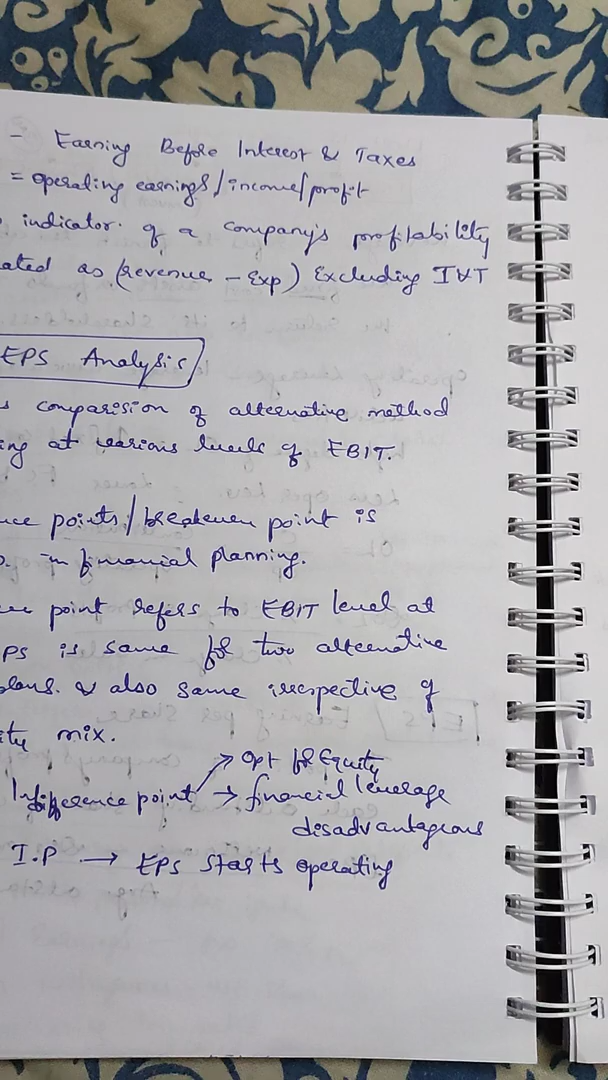 - Earning Before Interest & Taxes
= operating earnings/income/profit
indicator. of a company's profitability
ated as (revenue - Exp) Excluding I&T
EPS Analysis
s comparision of alternative method
ing at various levels of EBIT.
nce points/breakeven point is
in financial planning.
point refers to EBIT level at
PS is same for two alternative
plans. & also same irrespective of
ity mix.
→ opt for Equity
Indifference point → financial leverage
disadvantageous
I.P → EPS starts operating